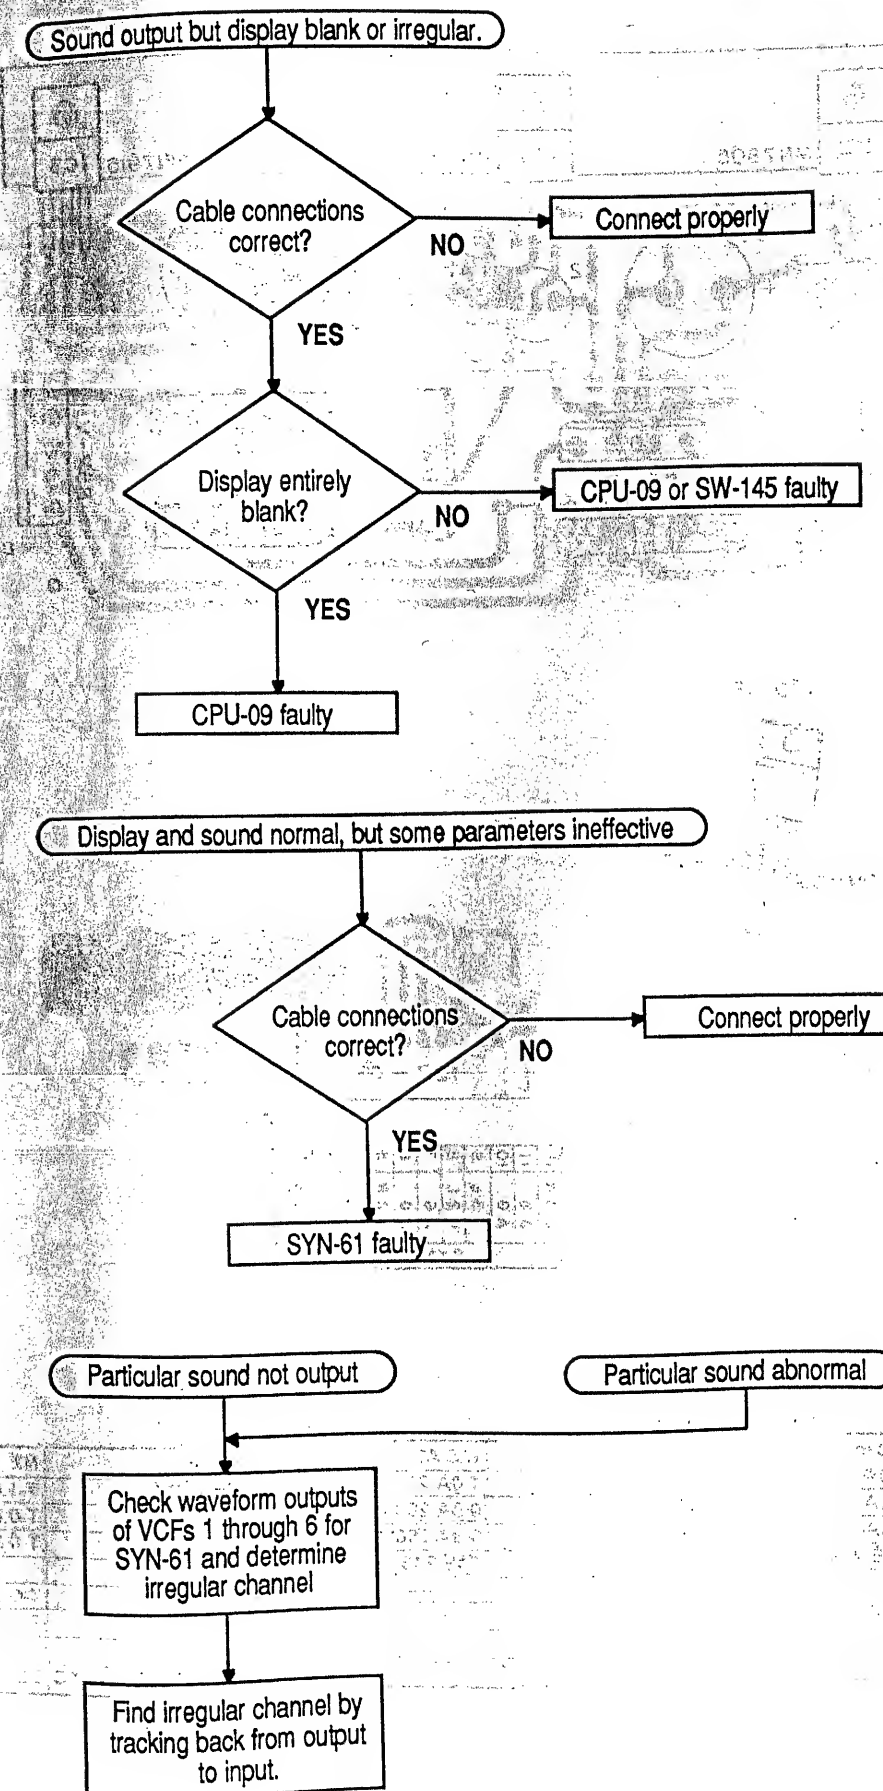 Sound output but display blank or irregular.
Cable connections
correct?
NO
Connect properly
YES
Display entirely
blank?
NO
CPU-09 or SW-145 faulty
YES
CPU-09 faulty
Display and sound normal, but some parameters ineffective
Cable connections
correct?
NO
Connect properly
YES
SYN-61 faulty
Particular sound not output
Particular sound abnormal
Check waveform outputs
of VCFs 1 through 6 for
SYN-61 and determine
irregular channel
Find irregular channel by
tracking back from output
to input.